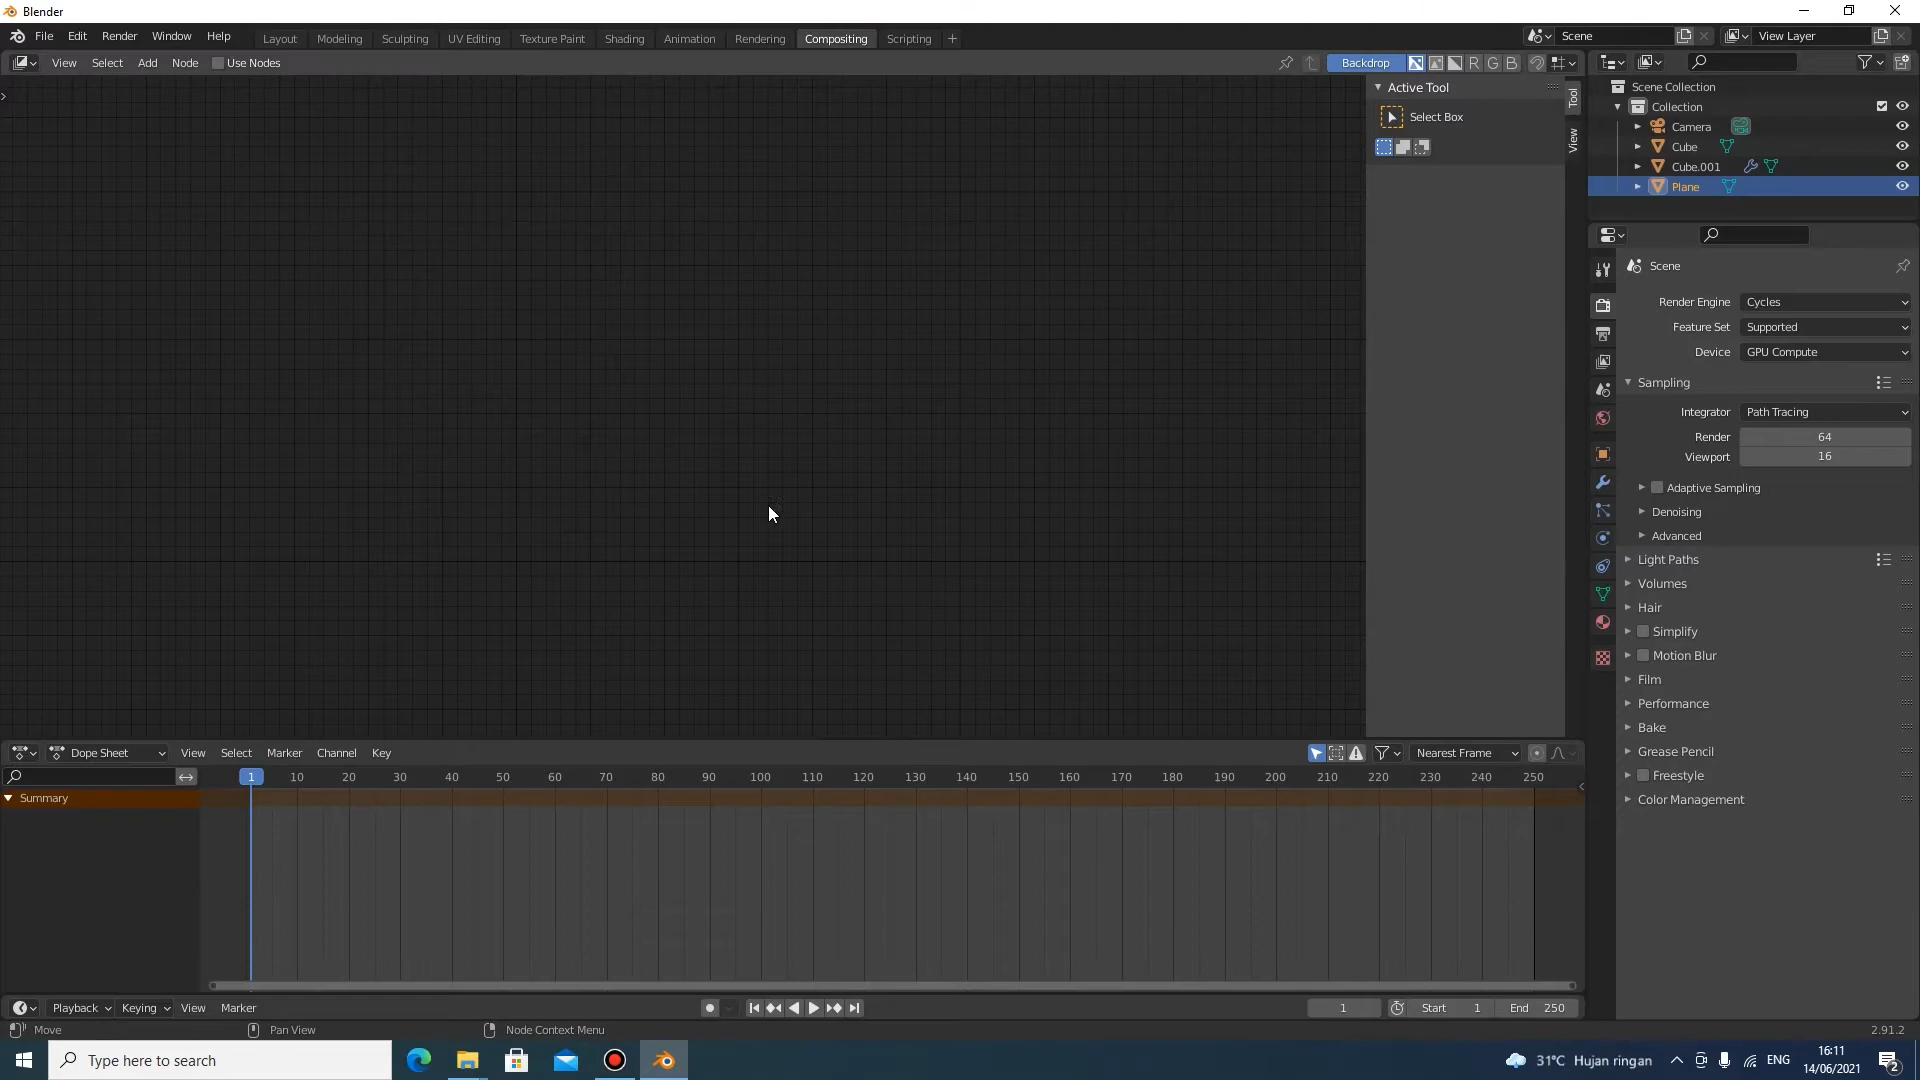 Blender
File Edit Render Window Help Layout Modeling Sculpting UV Editing Texture Paint Shading Animation Rendering Compositing Scripting + Scene View Layer
View Select Add Node Use Nodes Backdrop R G B
Active Tool
Select Box
Tool
View
Scene Collection
Collection
Camera
Cube
Cube.001
Plane
Scene
Render Engine Cycles
Feature Set Supported
Device GPU Compute
Sampling
Integrator Path Tracing
Render 64
Viewport 16
Adaptive Sampling
Denoising
Advanced
Light Paths
Volumes
Hair
Simplify
Motion Blur
Film
Performance
Bake
Grease Pencil
Freestyle
Color Management
Dope Sheet View Select Marker Channel Key Nearest Frame
1 10 20 30 40 50 60 70 80 90 100 110 120 130 140 150 160 170 180 190 200 210 220 230 240 250
Summary
Playback Keying View Marker 1 Start 1 End 250
Move Pan View Node Context Menu 2.91.2
Type here to search 31°C Hujan ringan ENG 16:11
14/06/2021 2